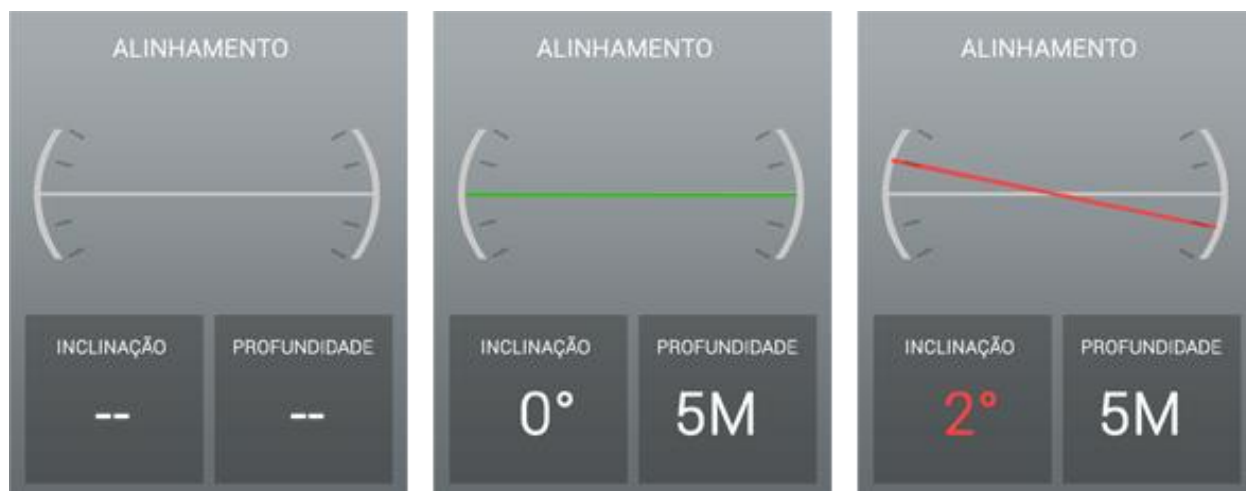 ALINHAMENTO
INCLINAÇÃO
PROFUNDIDADE
--
--
ALINHAMENTO
INCLINAÇÃO
PROFUNDIDADE
0°
5M
ALINHAMENTO
INCLINAÇÃO
PROFUNDIDADE
2°
5M